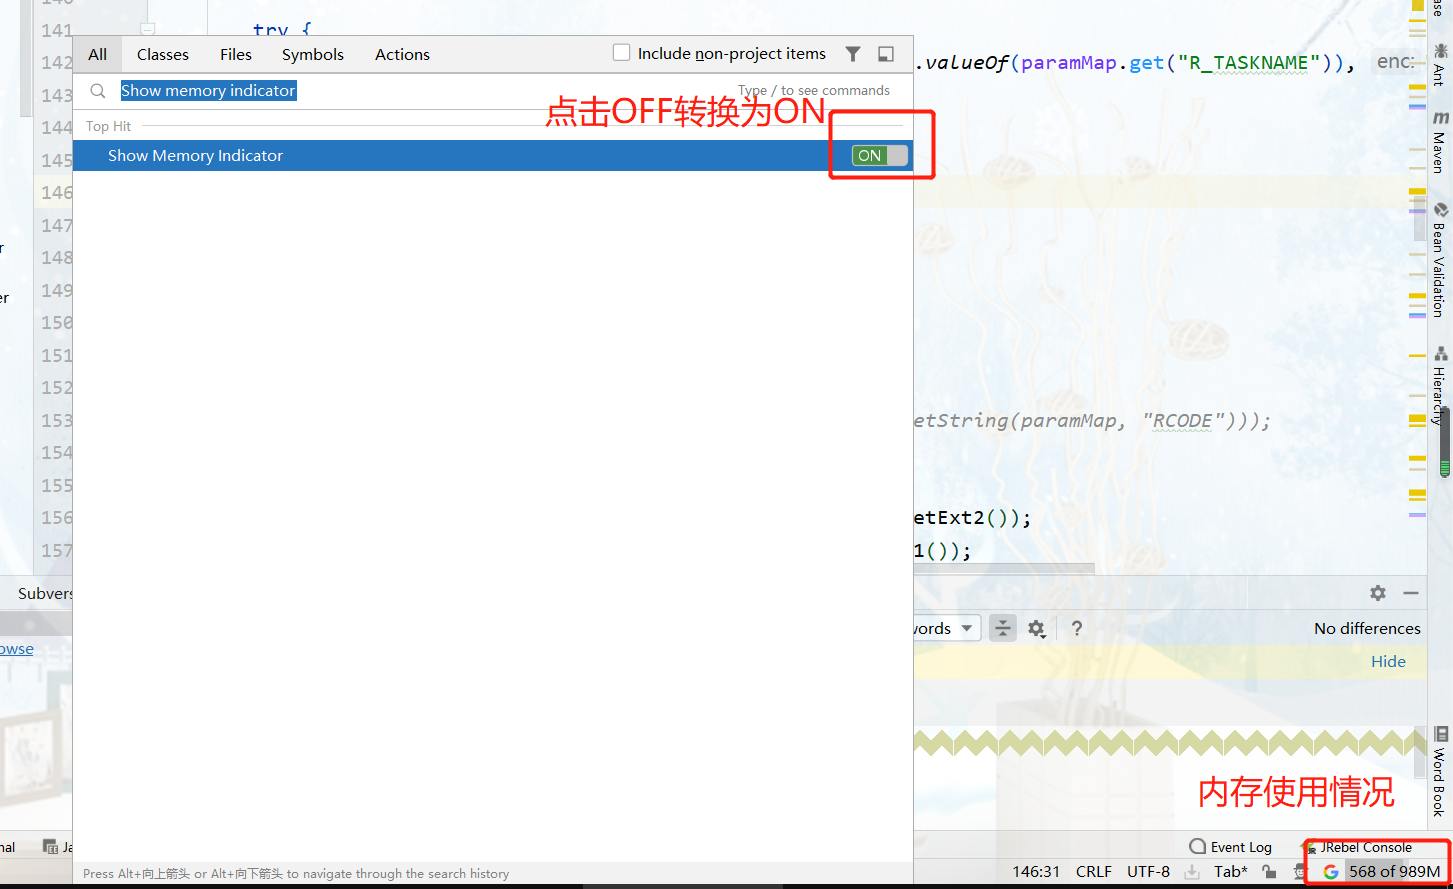 140
141
try {
142
.valueOf(paramMap.get("R_TASKNAME")), enc:
143
144
145
146
147
148
149
150
151
152
153
etString(paramMap, "RCODE")));
154
155
156
etExt2());
157
1());
r
er
All Classes Files Symbols Actions Include non-project items
Show memory indicator Type / to see commands
点击OFF转换为ON
Top Hit
Show Memory Indicator ON
Press Alt+向上箭头 or Alt+向下箭头 to navigate through the search history
ase
Ant
m
Maven
Bean Validation
Hierarchy
Word Book
Subvers
words ? No differences
owse
Hide
内存使用情况
nal Ja Event Log JRebel Console
146:31 CRLF UTF-8 Tab* G 568 of 989M